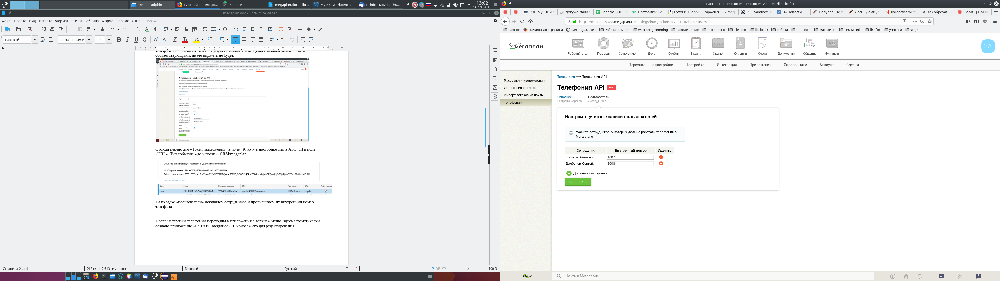 crm — Dolphin
Настройка: Телефо...
Konsole
megaplan.doc - Libr...
MySQL Workbench
IT info - Mozilla Thu...
13:02
16.11.2018
megaplan.doc - LibreOffice Writer
Файл Правка Вид Вставка Формат Стили Таблица Форма Сервис Окно Справка
Базовый
Liberation Serif;
12
соответствующими, иначе виджета не будет.
Интеграция с телефонией по API
Форматы телефонных номеров
Отсюда переносим «Token приложения» в поле «Ключ» в настройке crm в АТС, url в поле
«URL». Тип события: «до и после», CRM:megaplan.
Отключение интеграции приведет к удалению приложения
UUID приложения
Token приложения
Имя Ключ Ключ для вызовов URL Тип события CRM Действующая
mega https://mp42026322.megaplan.ru CRM событие д... megaplan
На вкладке «пользователи» добавляем сотрудников и прописываем их внутренний номер
телефона.
После настройки телефонии переходим в приложения в верхнем меню, здесь автоматически
создано приложение «Call API Integration». Выбираем его для редактирования.
Страница 2 из 4
268 слов, 2 613 символов
Базовый
Русский
100 %
Настройка: Телефония Телефония API - Mozilla Firefox
PHP, MySQL и д
Документация
Телефония — М
Настройка: Т
Сухонин Серге
mp42026322.meg
PHP Sandbox, t
(4) Новости
Популярные ф
Длань Демиур
libreoffice write
Как обрезать и
SMART | BACK
https://mp42026322.megaplan.ru/settings/integration/call/apiProvider/#users
разное Начальная страница Getting Started Работа_ссылки web programming развлечение интересно File_box lib_book работа платежы магазины linux&unix firefox участки Федя
мегаплан
Рабочий стол Помощь Сотрудники Дела Отчёты Задачи Сделки Клиенты Счета Документы Общение Финансы
ЗА
Персональные настройки Настройка Интеграция Приложения Справочники Аккаунт Сделки
Рассылки и уведомления
Интеграция с почтой
Импорт заказов из почты
Телефония
Телефония → Телефония API
Телефония API Бета
Основное
Настройки сервера
Пользователи
2 сотрудников
Настроить учетные записи пользователей
Укажите сотрудников, у которых должна работать телефония в
Мегаплане
Сотрудник Внутренний номер Удалить
Зориков Алексей: 1007
Долбунов Сергей: 1008
Добавить сотрудника
Сохранить
Skytel
Найти в Мегаплане